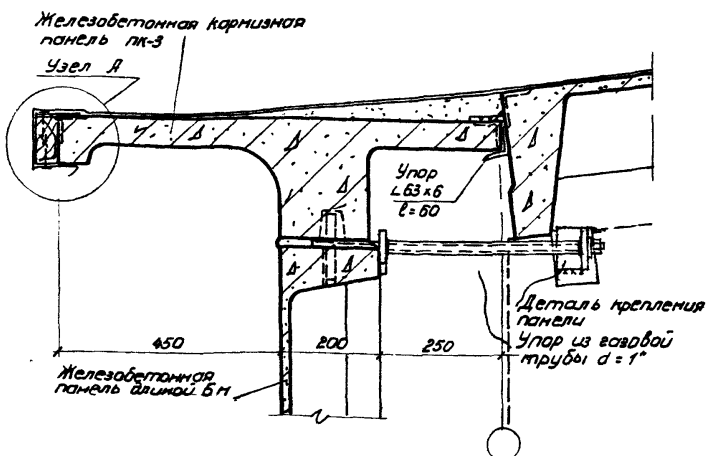 Железобетонная карнизная
панель ПК-3
Узел А
Упор
L 63×6
ℓ=60
Деталь крепления
панели
Упор из газовой
трубы d = 1"
450
200
250
Железобетонная
панель длиной 6м